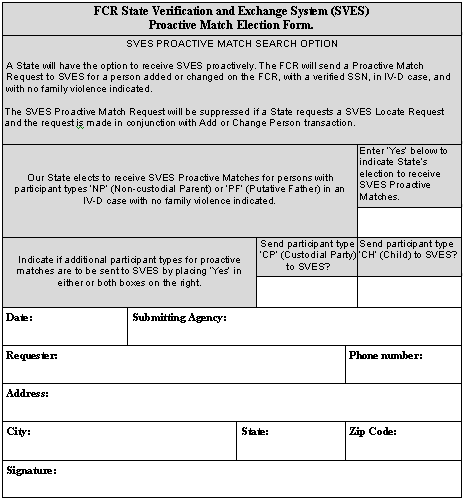 FCR State Verification and Exchange System (SVES)
Proactive Match Election Form.
SVES PROACTIVE MATCH SEARCH OPTION
A State will have the option to receive SVES proactively. The FCR will send a Proactive Match
Request to SVES for a person added or changed on the FCR, with a verified SSN, in IV-D case, and
with no family violence indicated.
The SVES Proactive Match Request will be suppressed if a State requests a SVES Locate Request
and the request is made in conjunction with Add or Change Person transaction.
Our State elects to receive SVES Proactive Matches for persons with
participant types 'NP' (Non-custodial Parent) or 'PF' (Putative Father) in an
IV-D case with no family violence indicated.
Enter 'Yes' below to
indicate State's
election to receive
SVES Proactive
Matches.
Indicate if additional participant types for proactive
matches are to be sent to SVES by placing 'Yes' in
either or both boxes on the right.
Send participant type
'CP' (Custodial Party)
to SVES?
Send participant type
'CH' (Child) to SVES?
Date:
Submitting Agency:
Requester:
Phone number:
Address:
City:
State:
Zip Code:
Signature: